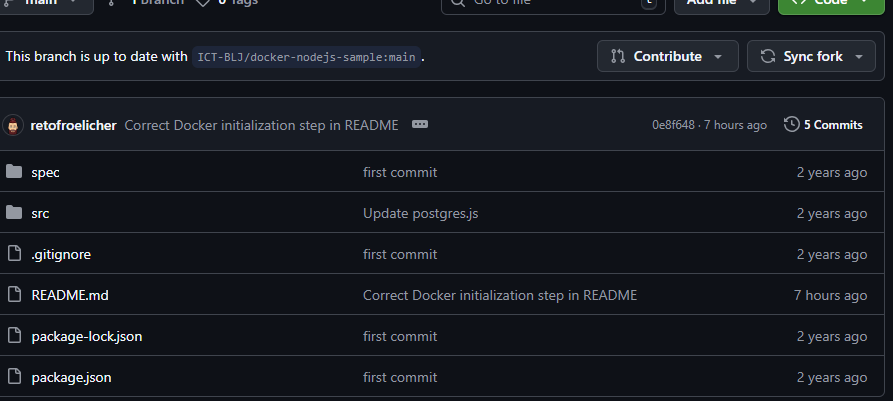 main 1 Branch 0 Tags Go to file t Add file Code
This branch is up to date with ICT-BLJ/docker-nodejs-sample:main . Contribute Sync fork
retofroelicher Correct Docker initialization step in README 0e8f648 · 7 hours ago 5 Commits
spec first commit 2 years ago
src Update postgres.js 2 years ago
.gitignore first commit 2 years ago
README.md Correct Docker initialization step in README 7 hours ago
package-lock.json first commit 2 years ago
package.json first commit 2 years ago